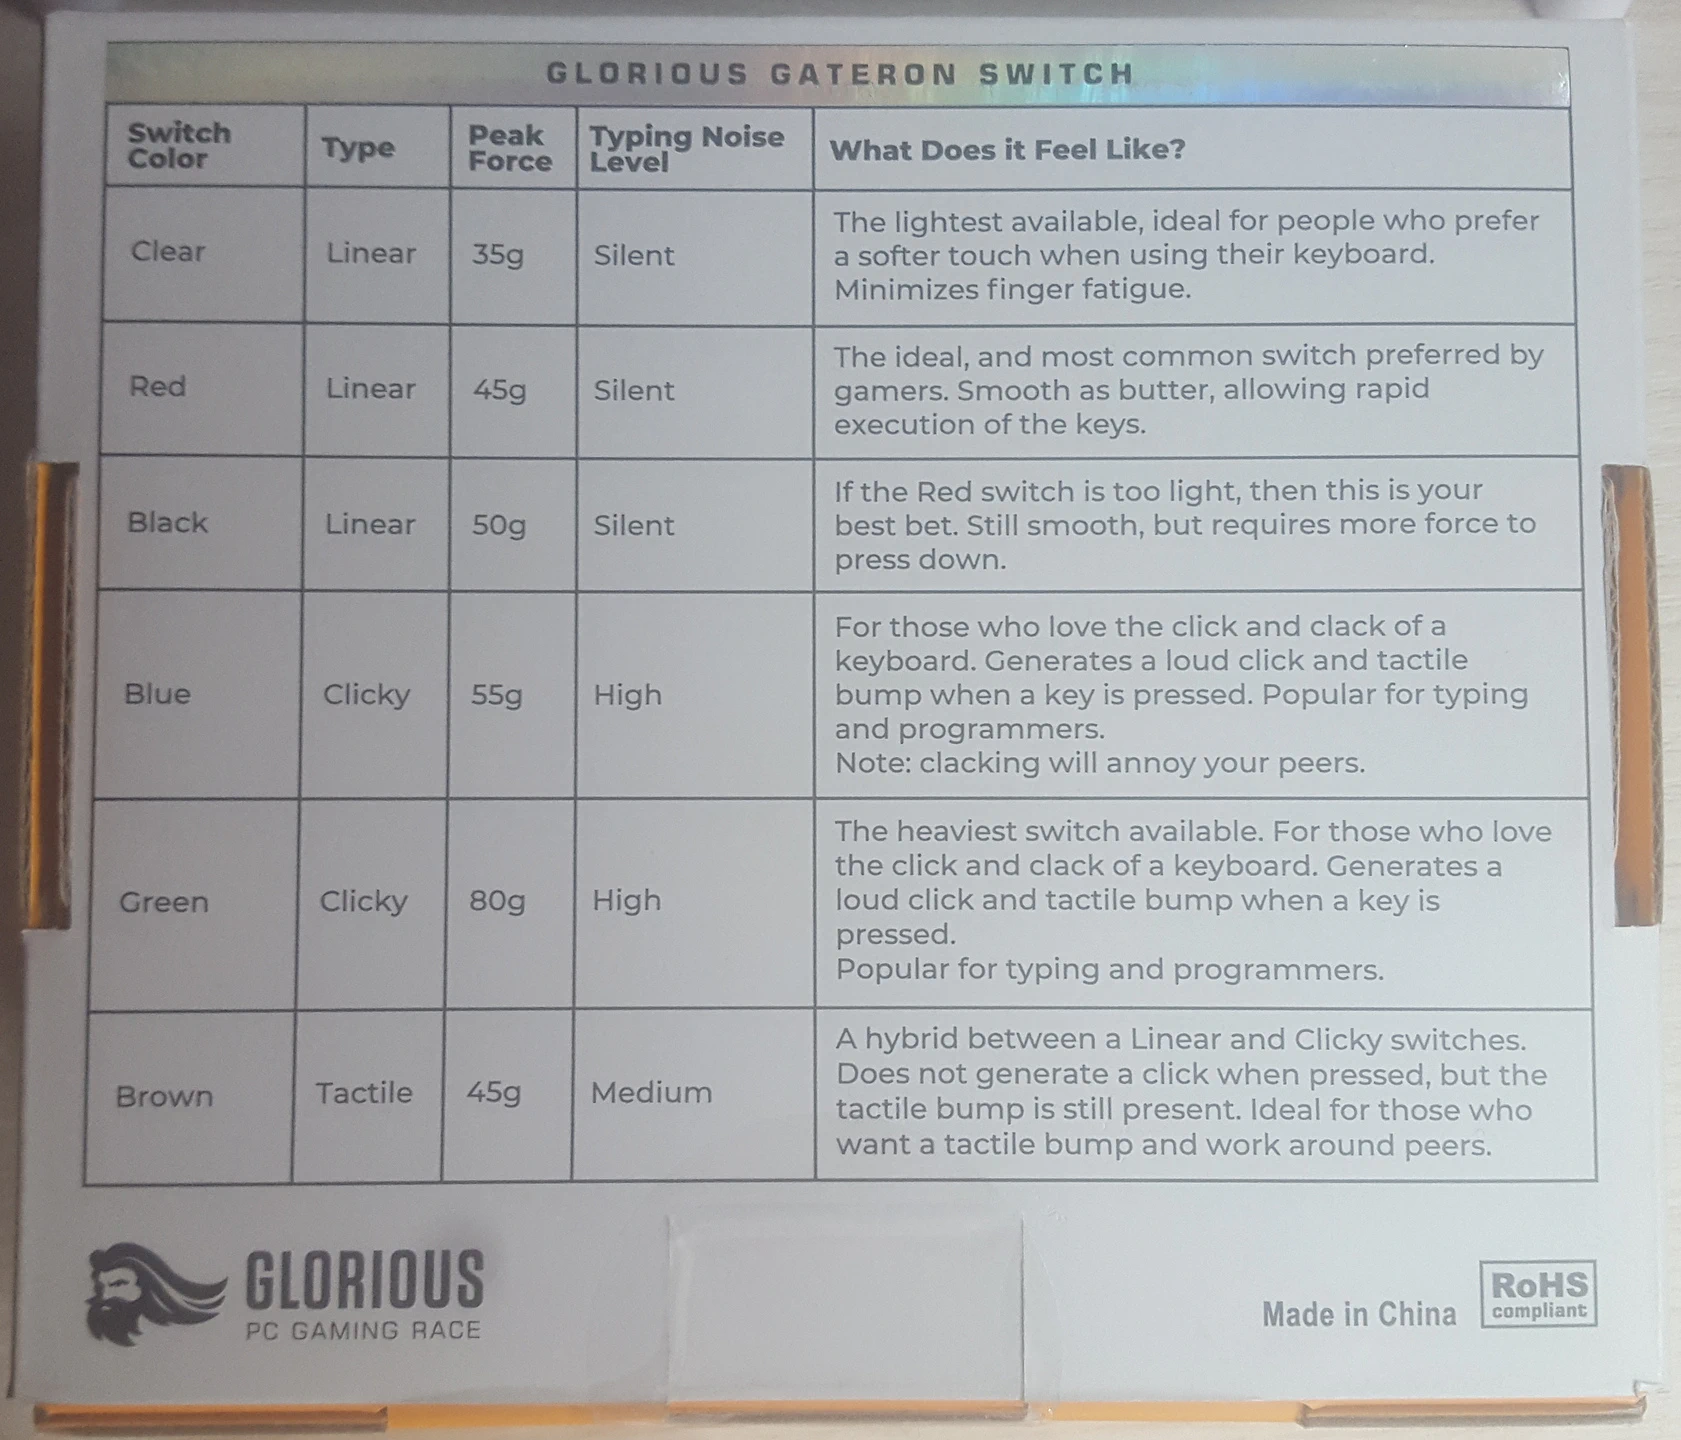 GLORIOUS GATERON SWITCH
Switch Color
Type
Peak Force
Typing Noise Level
What Does it Feel Like?
Clear
Linear
35g
Silent
The lightest available, ideal for people who prefer
a softer touch when using their keyboard.
Minimizes finger fatigue.
Red
Linear
45g
Silent
The ideal, and most common switch preferred by
gamers. Smooth as butter, allowing rapid
execution of the keys.
Black
Linear
50g
Silent
If the Red switch is too light, then this is your
best bet. Still smooth, but requires more force to
press down.
Blue
Clicky
55g
High
For those who love the click and clack of a
keyboard. Generates a loud click and tactile
bump when a key is pressed. Popular for typing
and programmers.
Note: clacking will annoy your peers.
Green
Clicky
80g
High
The heaviest switch available. For those who love
the click and clack of a keyboard. Generates a
loud click and tactile bump when a key is
pressed.
Popular for typing and programmers.
Brown
Tactile
45g
Medium
A hybrid between a Linear and Clicky switches.
Does not generate a click when pressed, but the
tactile bump is still present. Ideal for those who
want a tactile bump and work around peers.
GLORIOUS
PC GAMING RACE
Made in China
RoHS
compliant